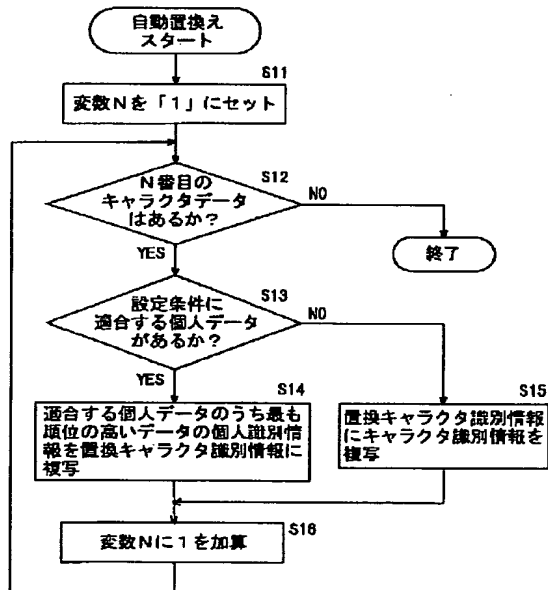 自動置換え
スタート
S11
変数Nを「1」にセット
S12
N番目の
キャラクタデータ
はあるか?
NO
YES
終了
S13
設定条件に
適合する個人データ
があるか?
NO
YES
S14
適合する個人データのうち最も
順位の高いデータの個人識別情
報を置換キャラクタ識別情報に
複写
S15
置換キャラクタ識別情報
にキャラクタ識別情報を
複写
S16
変数Nに1を加算